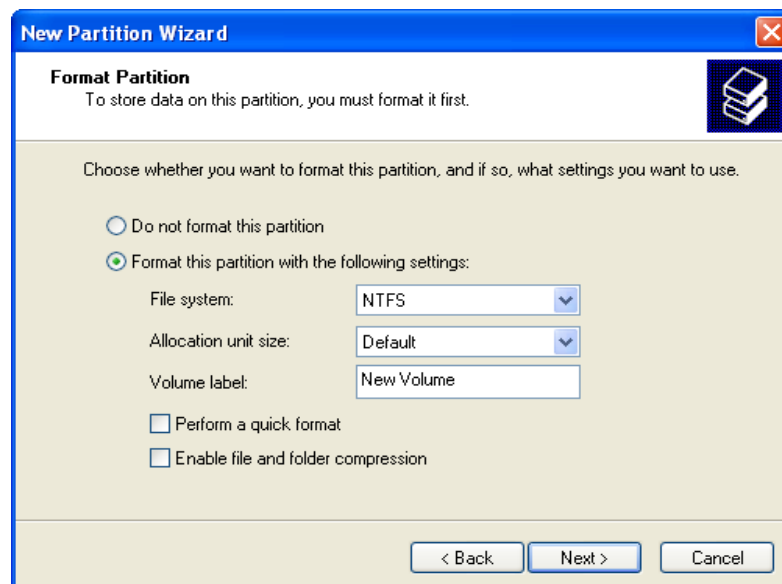 New Partition Wizard
Format Partition
To store data on this partition, you must format it first.
Choose whether you want to format this partition, and if so, what settings you want to use.
Do not format this partition
Format this partition with the following settings:
File system: NTFS
Allocation unit size: Default
Volume label: New Volume
Perform a quick format
Enable file and folder compression
< Back Next > Cancel